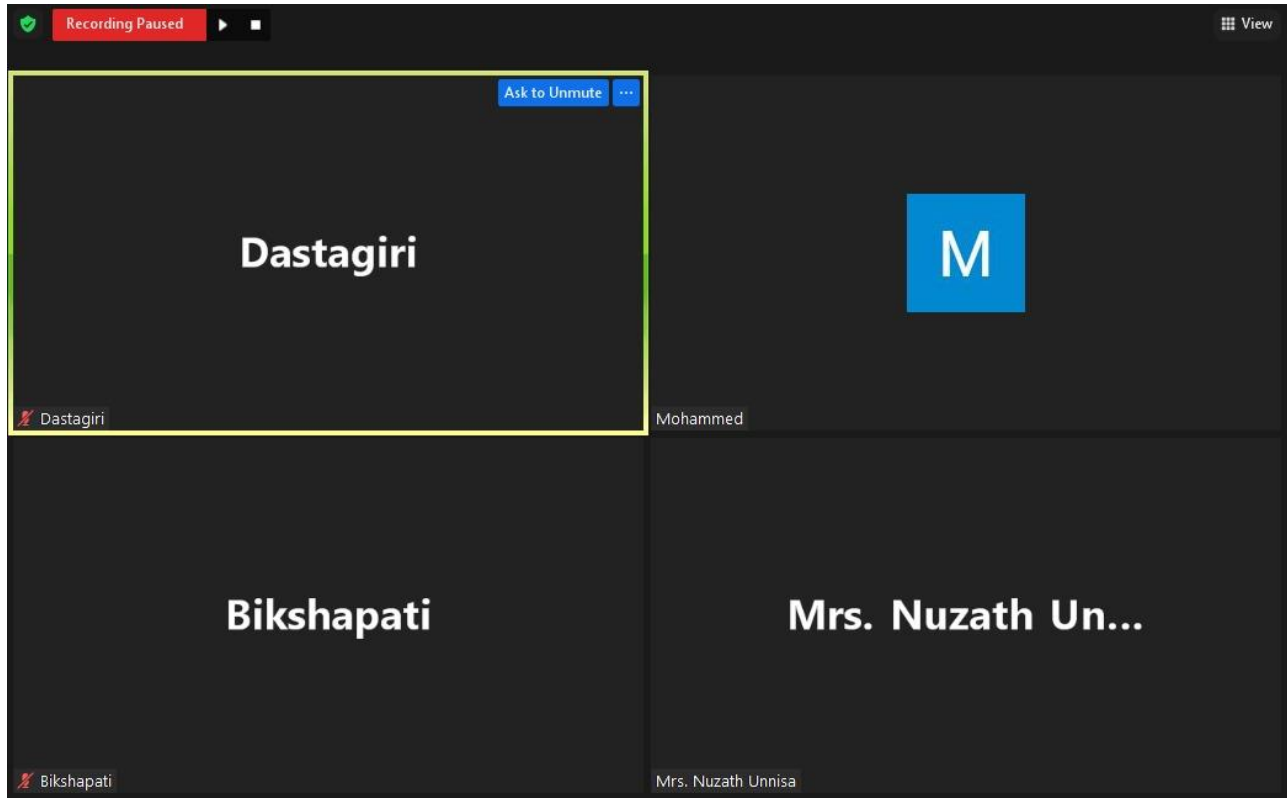 Recording Paused
View
Ask to Unmute ...
Dastagiri
M
Dastagiri
Mohammed
Bikshapati
Mrs. Nuzath Un...
Bikshapati
Mrs. Nuzath Unnisa